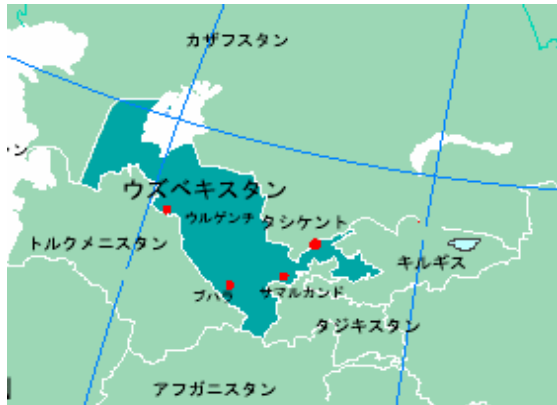 カザフスタン
ウズベキスタン
ウルゲンチ
タシケント
トルクメニスタン
キルギス
ブハラ
サマルカンド
タジキスタン
アフガニスタン